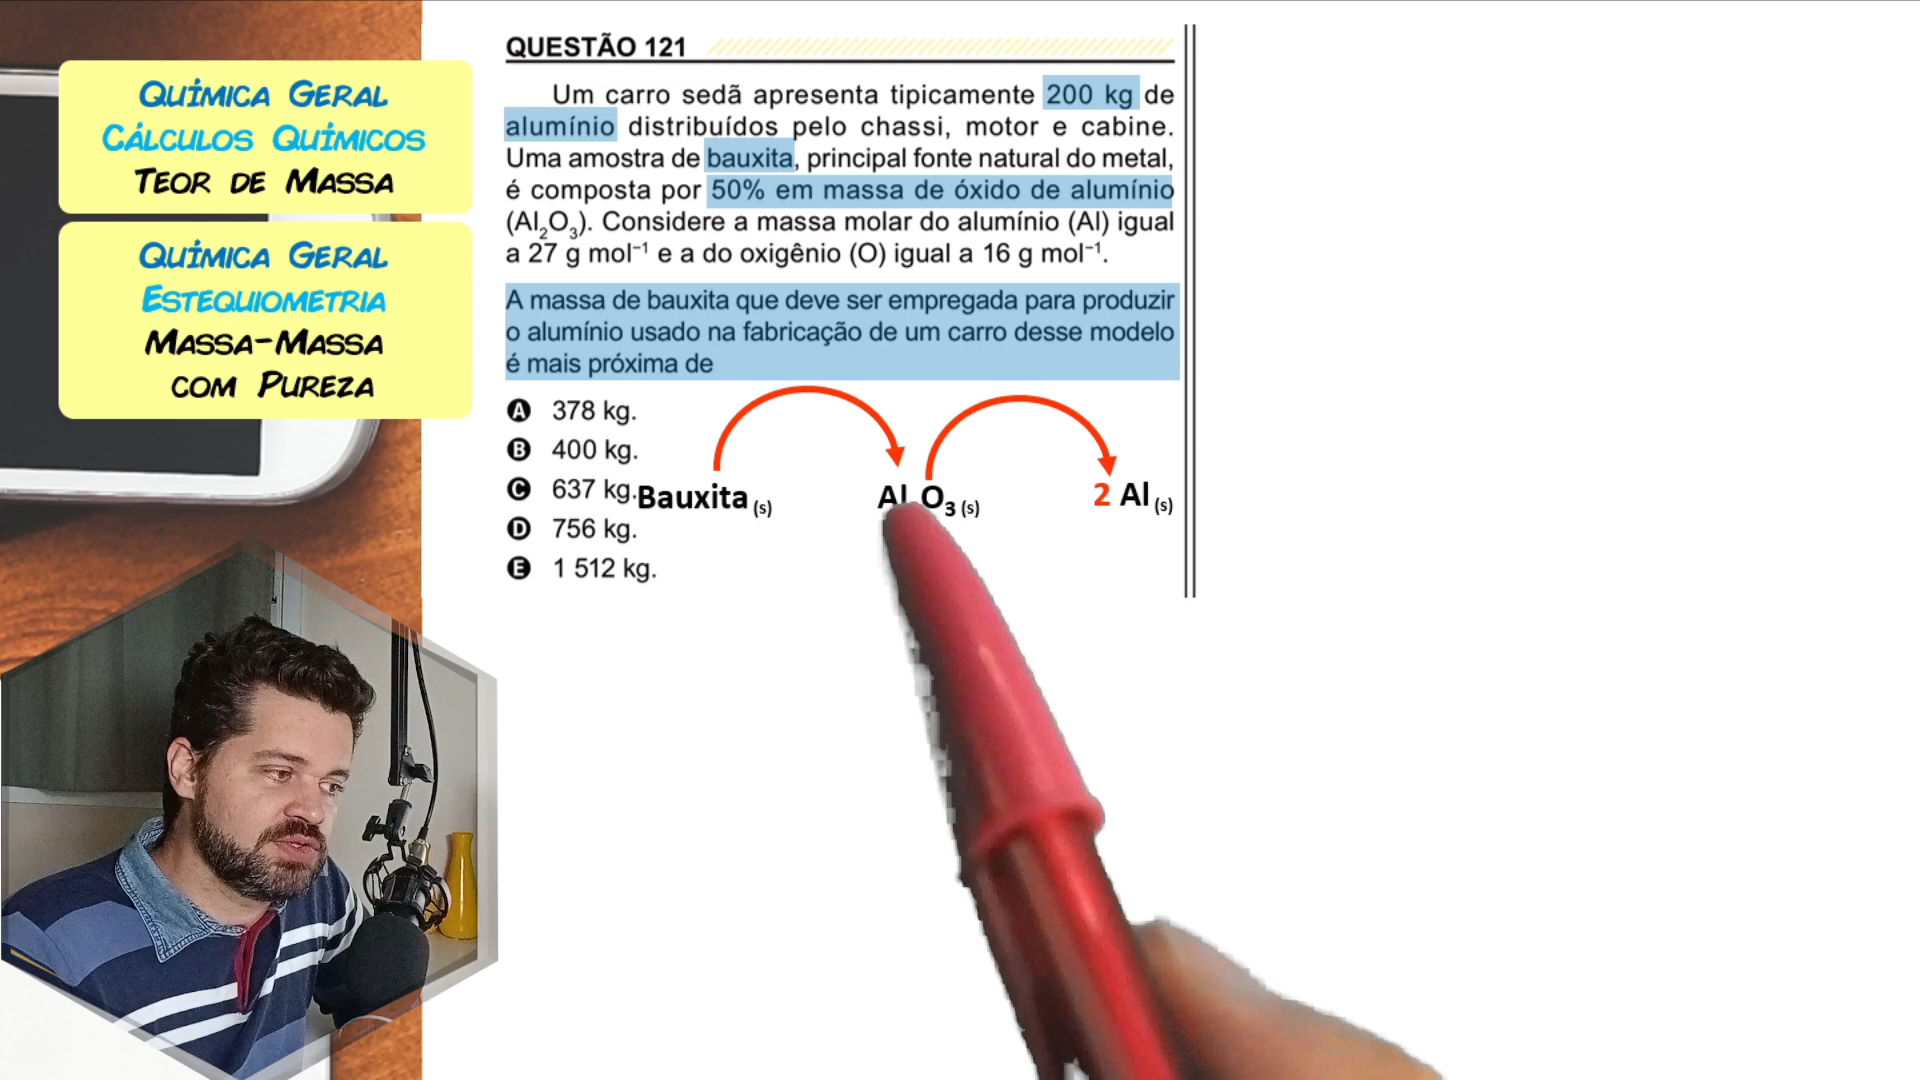 QUÍMICA GERAL
CÁLCULOS QUÍMICOS
TEOR DE MASSA
QUÍMICA GERAL
ESTEQUIOMETRIA
MASSA-MASSA
COM PUREZA
QUESTÃO 121
Um carro sedã apresenta tipicamente 200 kg de
alumínio distribuídos pelo chassi, motor e cabine.
Uma amostra de bauxita, principal fonte natural do metal,
é composta por 50% em massa de óxido de alumínio
(Al₂O₃). Considere a massa molar do alumínio (Al) igual
a 27 g mol⁻¹ e a do oxigênio (O) igual a 16 g mol⁻¹.
A massa de bauxita que deve ser empregada para produzir
o alumínio usado na fabricação de um carro desse modelo
é mais próxima de
A 378 kg.
B 400 kg.
C 637 kg.
D 756 kg.
E 1 512 kg.
Bauxita (s) Al O₃ (s) 2 Al (s)